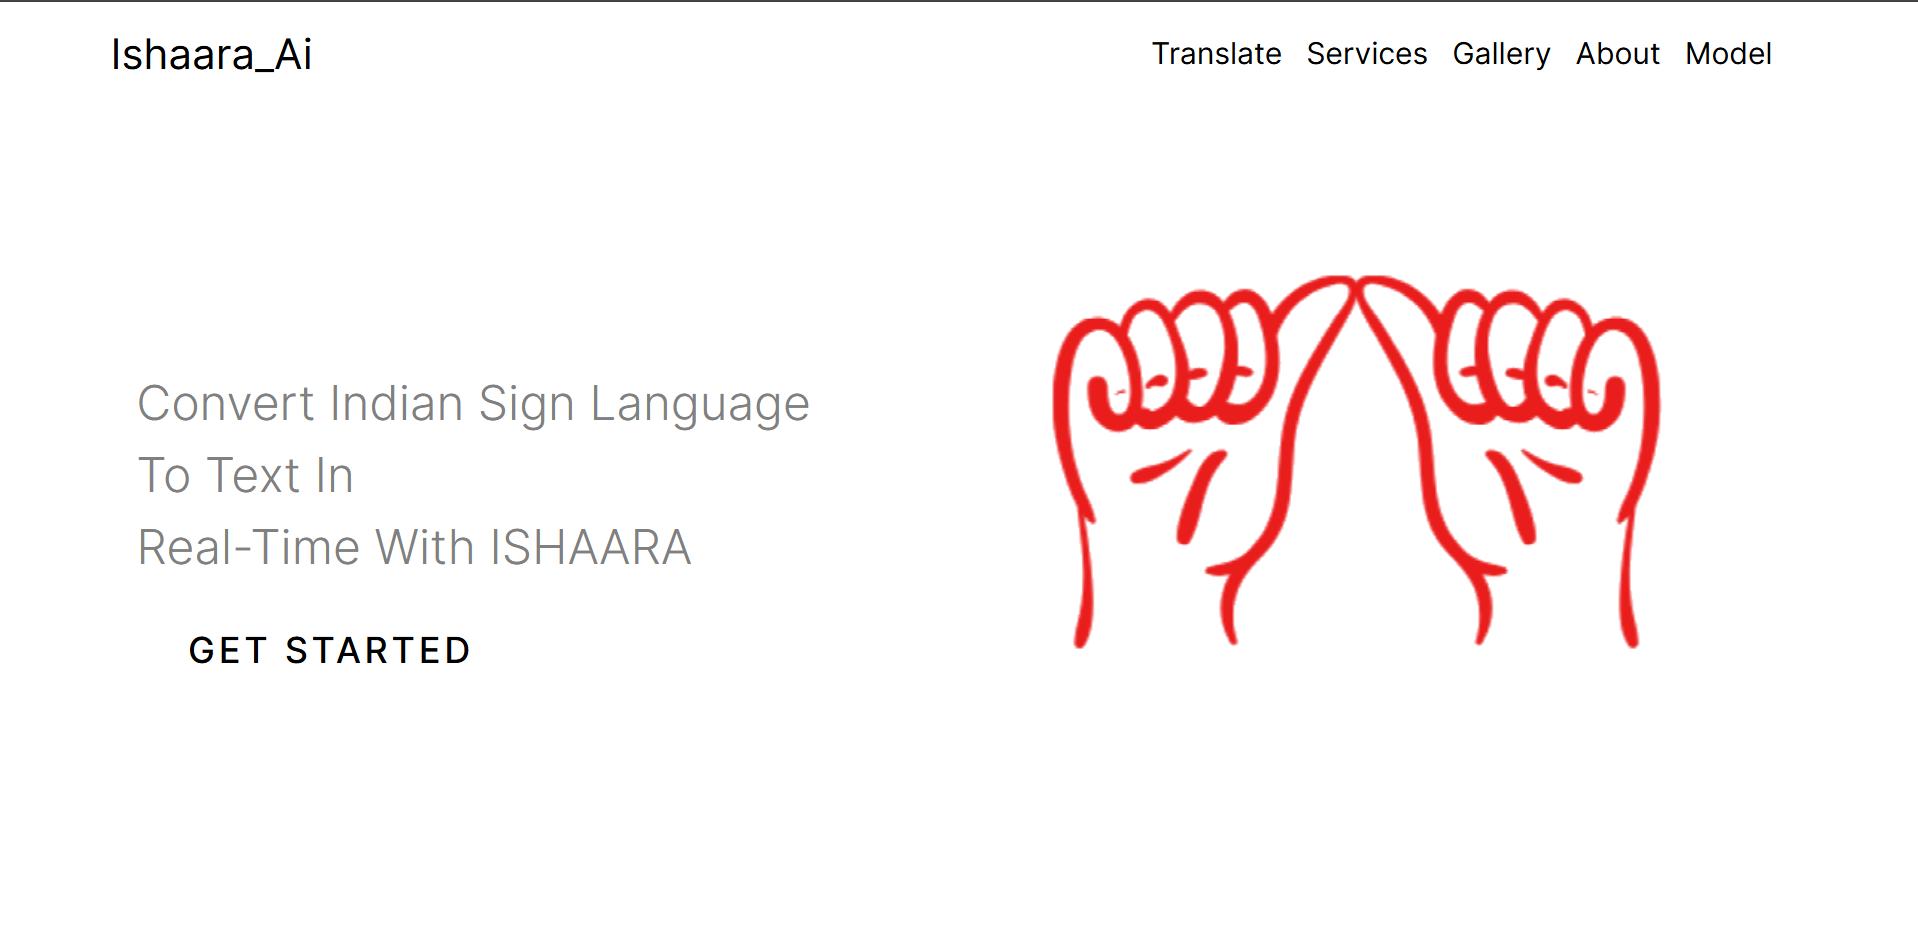 Ishaara_Ai
Translate Services Gallery About Model
Convert Indian Sign Language
To Text In
Real-Time With ISHAARA
GET STARTED